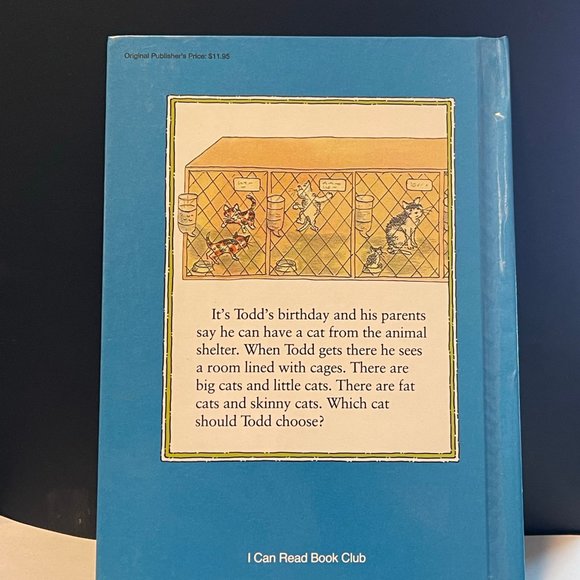 Original Publisher's Price: $11.95
It's Todd's birthday and his parents
say he can have a cat from the animal
shelter. When Todd gets there he sees
a room lined with cages. There are
big cats and little cats. There are fat
cats and skinny cats. Which cat
should Todd choose?
I Can Read Book Club